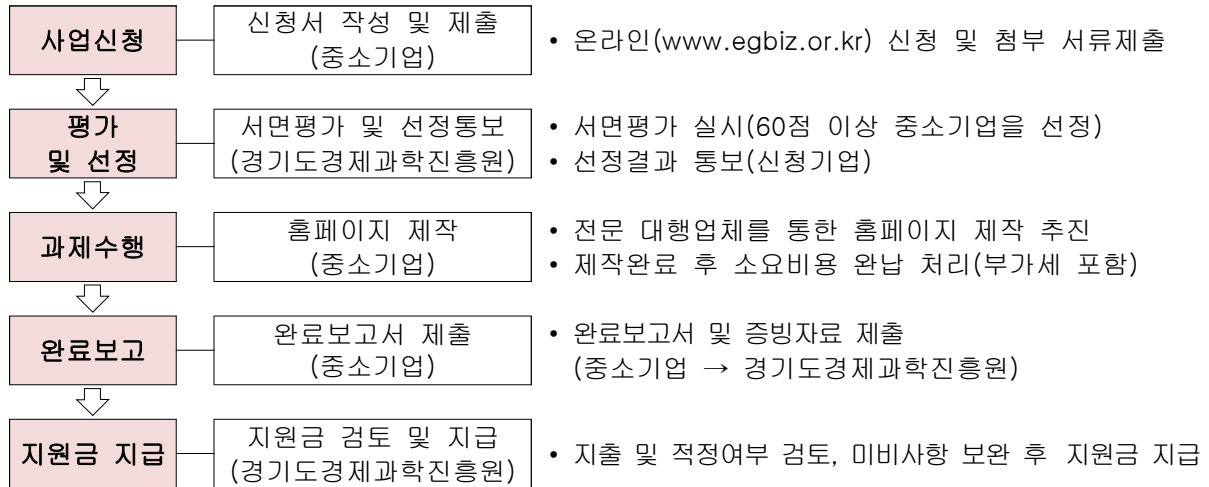 사업신청
신청서 작성 및 제출
(중소기업)
• 온라인(www.egbiz.or.kr) 신청 및 첨부 서류제출
평가
및 선정
서면평가 및 선정통보
(경기도경제과학진흥원)
• 서면평가 실시(60점 이상 중소기업을 선정)
• 선정결과 통보(신청기업)
과제수행
홈페이지 제작
(중소기업)
• 전문 대행업체를 통한 홈페이지 제작 추진
• 제작완료 후 소요비용 완납 처리(부가세 포함)
완료보고
완료보고서 제출
(중소기업)
• 완료보고서 및 증빙자료 제출
(중소기업 → 경기도경제과학진흥원)
지원금 지급
지원금 검토 및 지급
(경기도경제과학진흥원)
• 지출 및 적정여부 검토, 미비사항 보완 후 지원금 지급